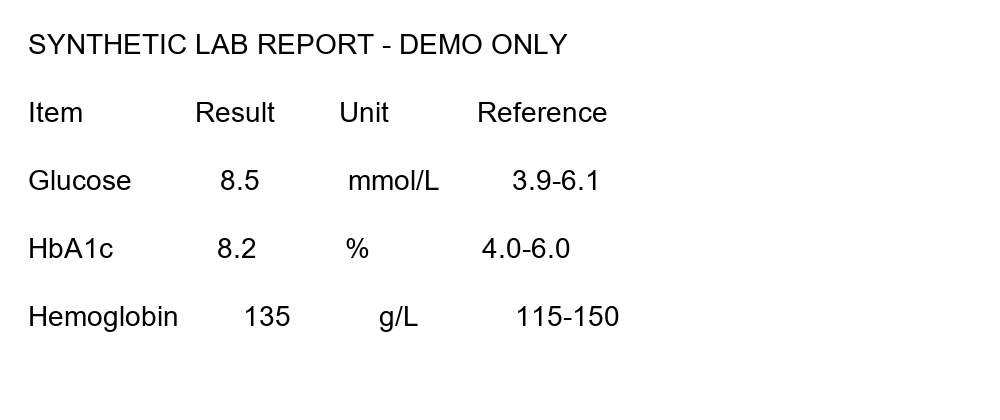 SYNTHETIC LAB REPORT - DEMO ONLY
Item Result Unit Reference
Glucose 8.5 mmol/L 3.9-6.1
HbA1c 8.2 % 4.0-6.0
Hemoglobin 135 g/L 115-150